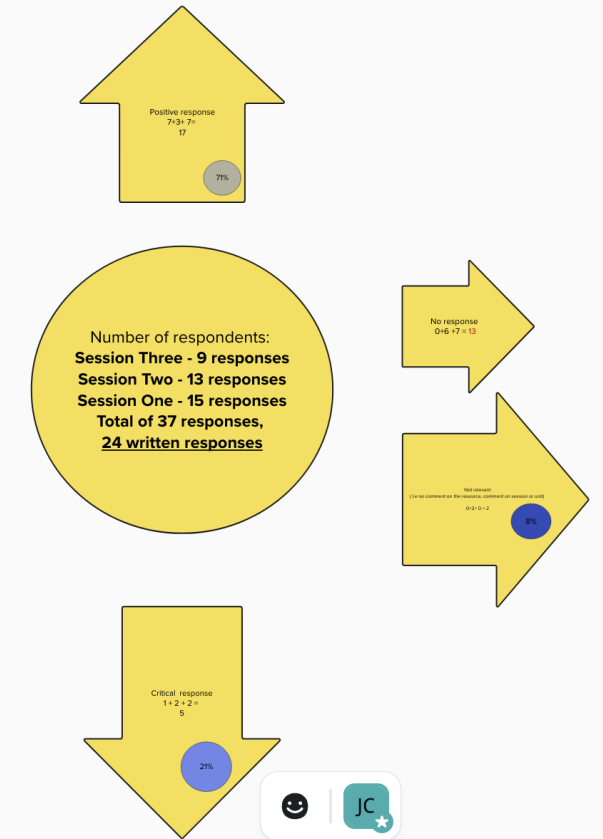 Positive response
7+3+ 7=
17
71%
Number of respondents:
Session Three - 9 responses
Session Two - 13 responses
Session One - 15 responses
Total of 37 responses,
24 written responses
No response
0+6 +7 = 13
Not relevant
( I.e no comment on the resource, comment on session or unit)
0+2+ 0 = 2
8%
Critical response
1 + 2 + 2 =
5
21%
JC